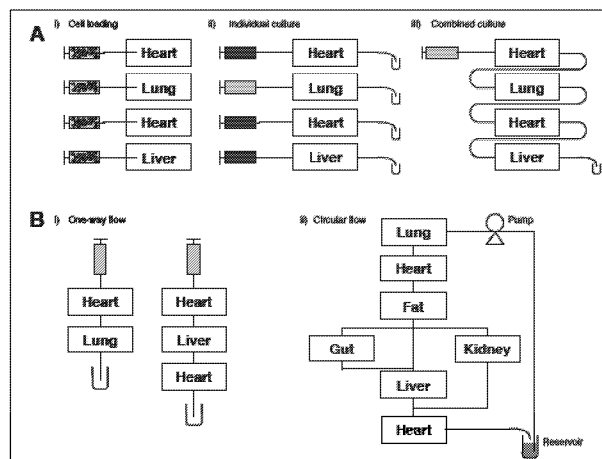 A
i) Cell loading
Heart
Lung
Heart
Liver
ii) Individual culture
Heart
Lung
Heart
Liver
iii) Combined culture
Heart
Lung
Heart
Liver
B
i) One-way flow
Heart
Lung
Heart
Liver
Heart
ii) Circular flow
Lung
Pump
Heart
Fat
Gut
Kidney
Liver
Heart
Reservoir